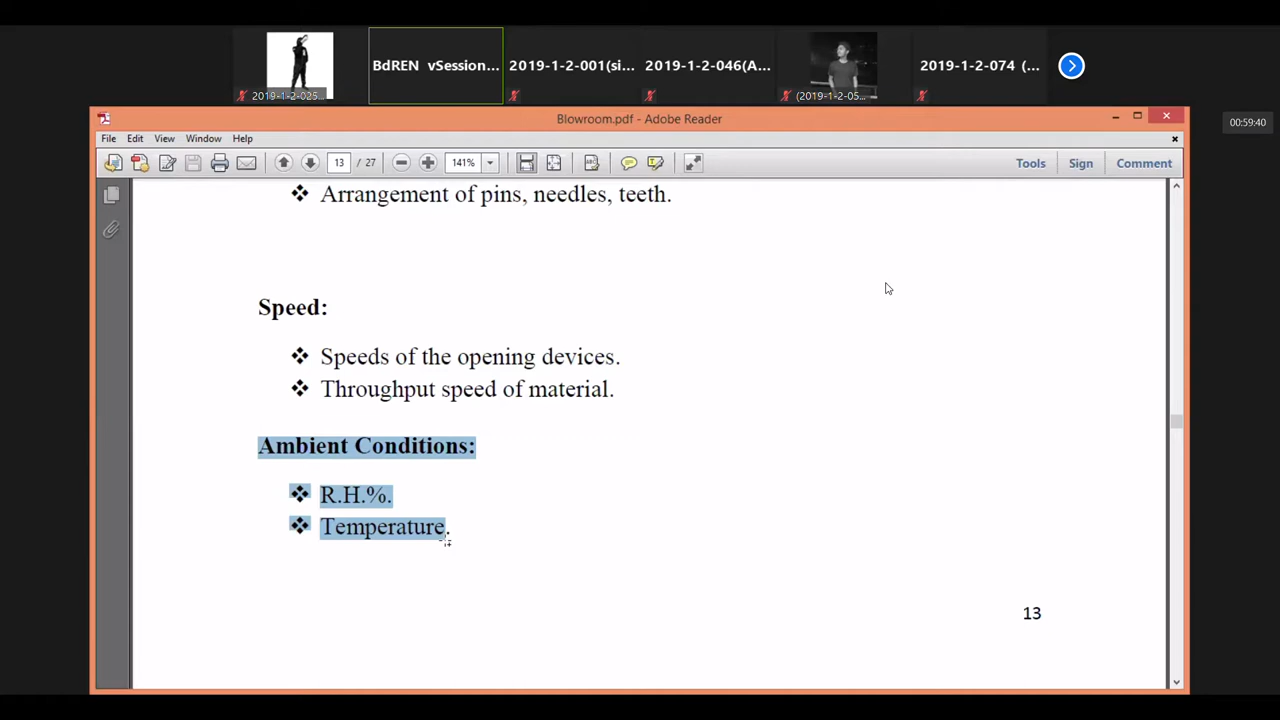 BdREN vSession...
2019-1-2-001(si...
2019-1-2-046(A...
2019-1-2-074 (...
2019-1-2-025...
(2019-1-2-05...
Blowroom.pdf - Adobe Reader
00:59:40
File Edit View Window Help
13 / 27
141%
Tools Sign Comment
❖ Arrangement of pins, needles, teeth.
Speed:
❖ Speeds of the opening devices.
❖ Throughput speed of material.
Ambient Conditions:
❖ R.H.%.
❖ Temperature.
13